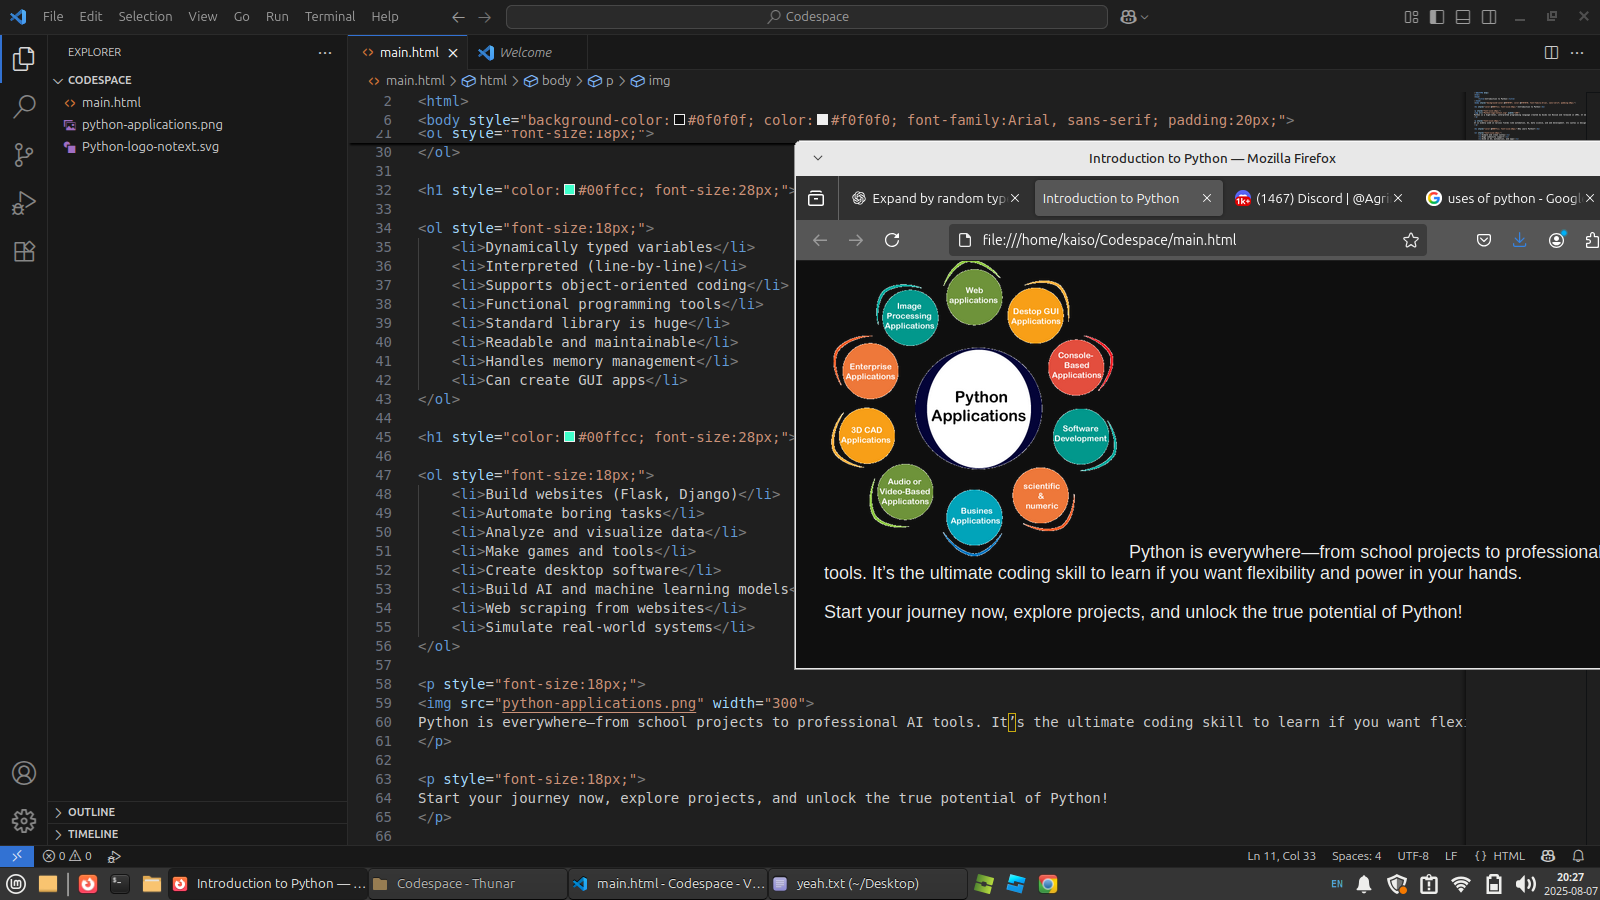 File Edit Selection View Go Run Terminal Help
Codespace
EXPLORER
CODESPACE
main.html
python-applications.png
Python-logo-notext.svg
OUTLINE
TIMELINE
main.html
Welcome
main.html > html > body > p > img
2 <html>
6 <body style="background-color:#0f0f0f; color:#f0f0f0; font-family:Arial, sans-serif; padding:20px;">
21 <ol style="font-size:18px;">
30 </ol>
31
32 <h1 style="color:#00ffcc; font-size:28px;">
33
34 <ol style="font-size:18px;">
35 <li>Dynamically typed variables</li>
36 <li>Interpreted (line-by-line)</li>
37 <li>Supports object-oriented coding</li>
38 <li>Functional programming tools</li>
39 <li>Standard library is huge</li>
40 <li>Readable and maintainable</li>
41 <li>Handles memory management</li>
42 <li>Can create GUI apps</li>
43 </ol>
44
45 <h1 style="color:#00ffcc; font-size:28px;">
46
47 <ol style="font-size:18px;">
48 <li>Build websites (Flask, Django)</li>
49 <li>Automate boring tasks</li>
50 <li>Analyze and visualize data</li>
51 <li>Make games and tools</li>
52 <li>Create desktop software</li>
53 <li>Build AI and machine learning models<
54 <li>Web scraping from websites</li>
55 <li>Simulate real-world systems</li>
56 </ol>
57
58 <p style="font-size:18px;">
59 <img src="python-applications.png" width="300">
60 Python is everywhere—from school projects to professional AI tools. It’s the ultimate coding skill to learn if you want flexi
61 </p>
62
63 <p style="font-size:18px;">
64 Start your journey now, explore projects, and unlock the true potential of Python!
65 </p>
66
Introduction to Python — Mozilla Firefox
Expand by random typ
Introduction to Python
1K+ (1467) Discord | @Agri
uses of python - Googl
file:///home/kaiso/Codespace/main.html
Web
applications
Image
Processing
Applications
Destop GUI
Applications
Enterprise
Applications
Console-
Based
Applications
Python
Applications
3D CAD
Applications
Software
Development
Audio or
Video-Based
Applicatons
scientific
&
numeric
Busines
Applications
Python is everywhere—from school projects to professional
tools. It’s the ultimate coding skill to learn if you want flexibility and power in your hands.
Start your journey now, explore projects, and unlock the true potential of Python!
0 0
Ln 11, Col 33 Spaces: 4 UTF-8 LF {} HTML
Introduction to Python — ...
Codespace - Thunar
main.html - Codespace - V...
yeah.txt (~/Desktop)
EN
20:27
2025-08-07